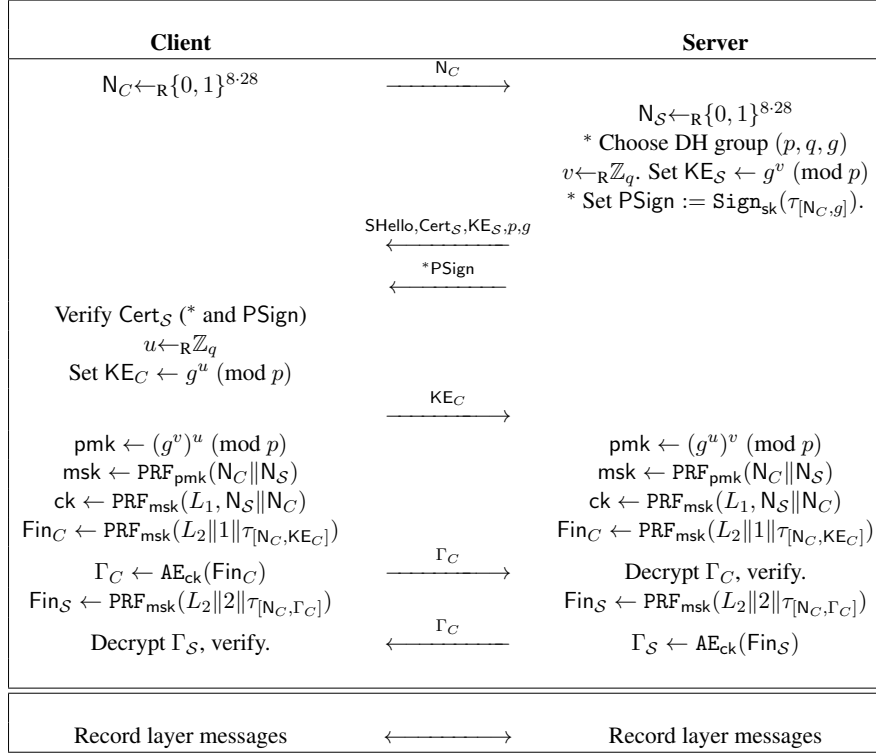 Client Server
N_C ←_R {0, 1}^{8·28} N_C
N_S ←_R {0, 1}^{8·28}
* Choose DH group (p, q, g)
v ←_R ℤ_q. Set KE_S ← g^v (mod p)
* Set PSign := Sign_sk(τ_[N_C,g]).
SHello,Cert_S,KE_S,p,g
*PSign
Verify Cert_S (* and PSign)
u ←_R ℤ_q
Set KE_C ← g^u (mod p)
KE_C
pmk ← (g^v)^u (mod p) pmk ← (g^u)^v (mod p)
msk ← PRF_pmk(N_C‖N_S) msk ← PRF_pmk(N_C‖N_S)
ck ← PRF_msk(L_1, N_S‖N_C) ck ← PRF_msk(L_1, N_S‖N_C)
Fin_C ← PRF_msk(L_2‖1‖τ_[N_C,KE_C]) Fin_C ← PRF_msk(L_2‖1‖τ_[N_C,KE_C])
Γ_C ← AE_ck(Fin_C) Γ_C Decrypt Γ_C, verify.
Fin_S ← PRF_msk(L_2‖2‖τ_[N_C,Γ_C]) Fin_S ← PRF_msk(L_2‖2‖τ_[N_C,Γ_C])
Decrypt Γ_S, verify. Γ_C Γ_S ← AE_ck(Fin_S)
Record layer messages Record layer messages